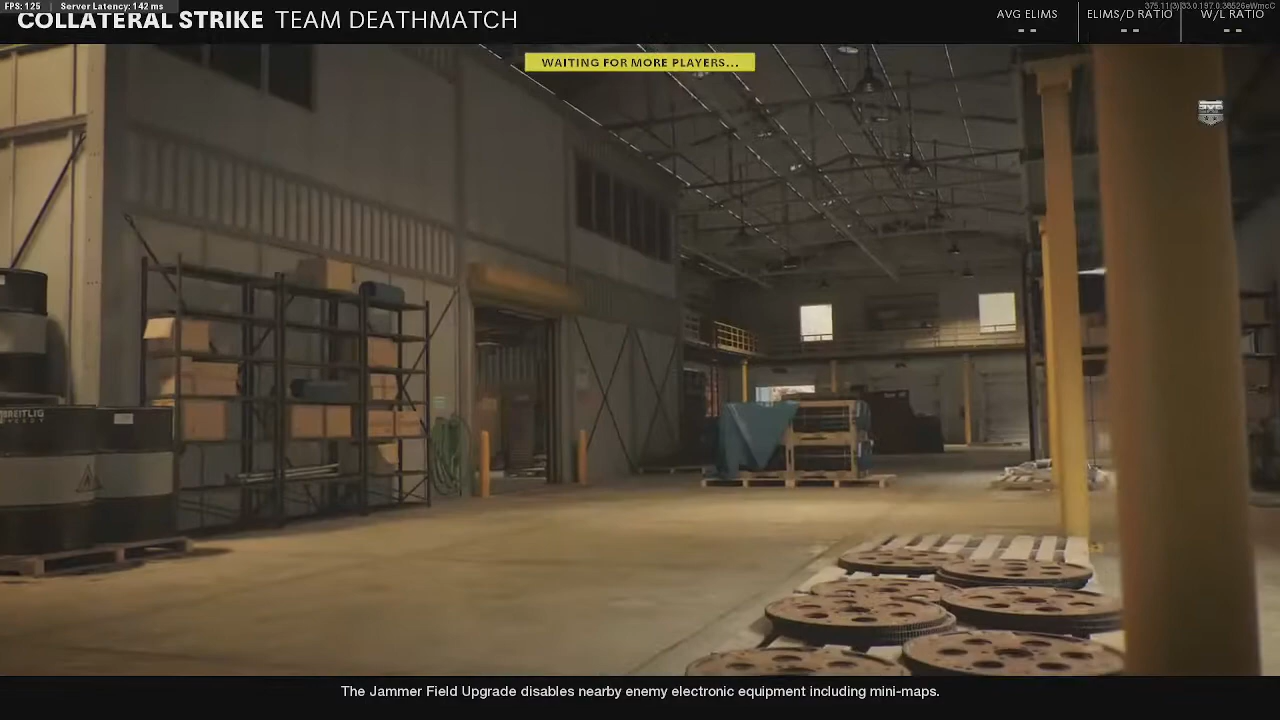 FPS: 125 | Server Latency: 142 ms
COLLATERAL STRIKE TEAM DEATHMATCH
AVG ELIMS
--
ELIMS/D RATIO
--
W/L RATIO
--
WAITING FOR MORE PLAYERS...
BREITLIG
The Jammer Field Upgrade disables nearby enemy electronic equipment including mini-maps.